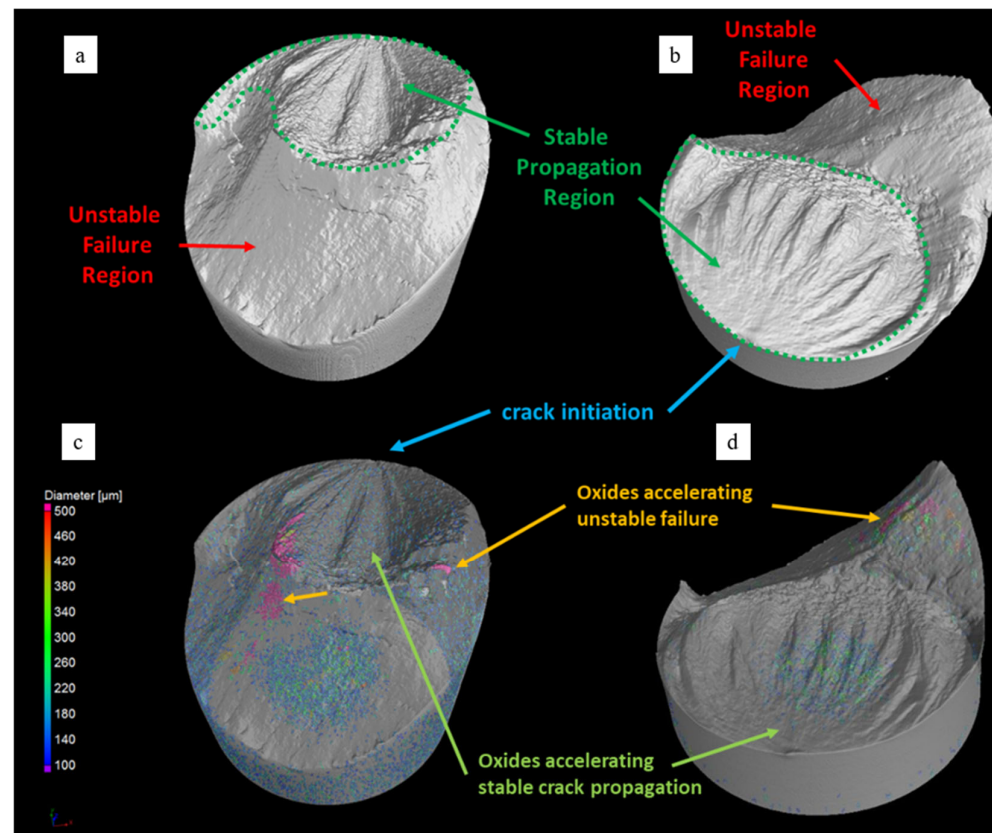 a
b
Unstable
Failure
Region
Stable
Propagation
Region
Unstable
Failure
Region
crack initiation
c
d
Diameter [µm]
500
460
420
380
340
300
260
220
180
140
100
Oxides accelerating
unstable failure
Oxides accelerating
stable crack propagation